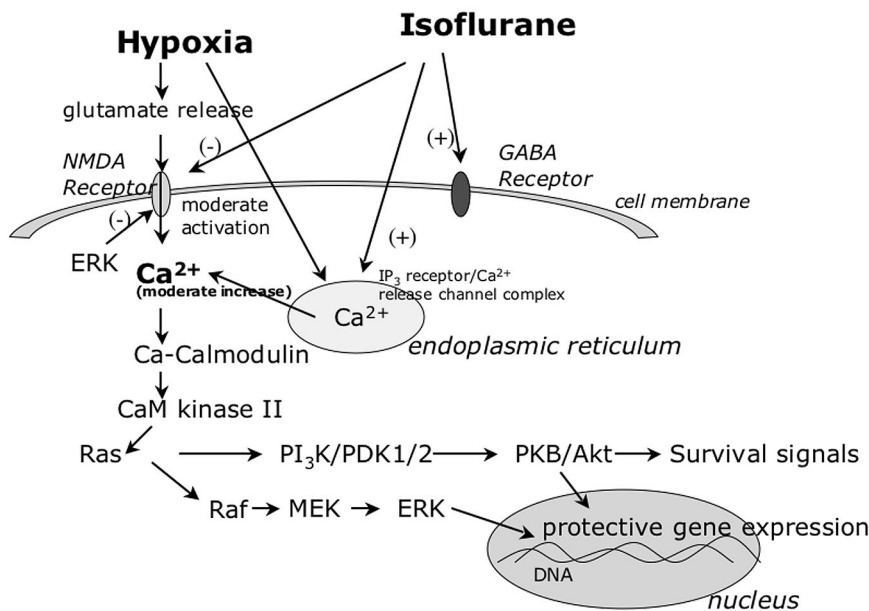 Hypoxia
Isoflurane
glutamate release
(-)
(+)
NMDA
Receptor
GABA
Receptor
cell membrane
(-)
moderate
activation
(+)
ERK
Ca²⁺
(moderate increase)
IP₃ receptor/Ca²⁺
release channel complex
Ca²⁺
endoplasmic reticulum
Ca-Calmodulin
CaM kinase II
Ras
PI₃K/PDK1/2
PKB/Akt
Survival signals
Raf
MEK
ERK
protective gene expression
DNA
nucleus